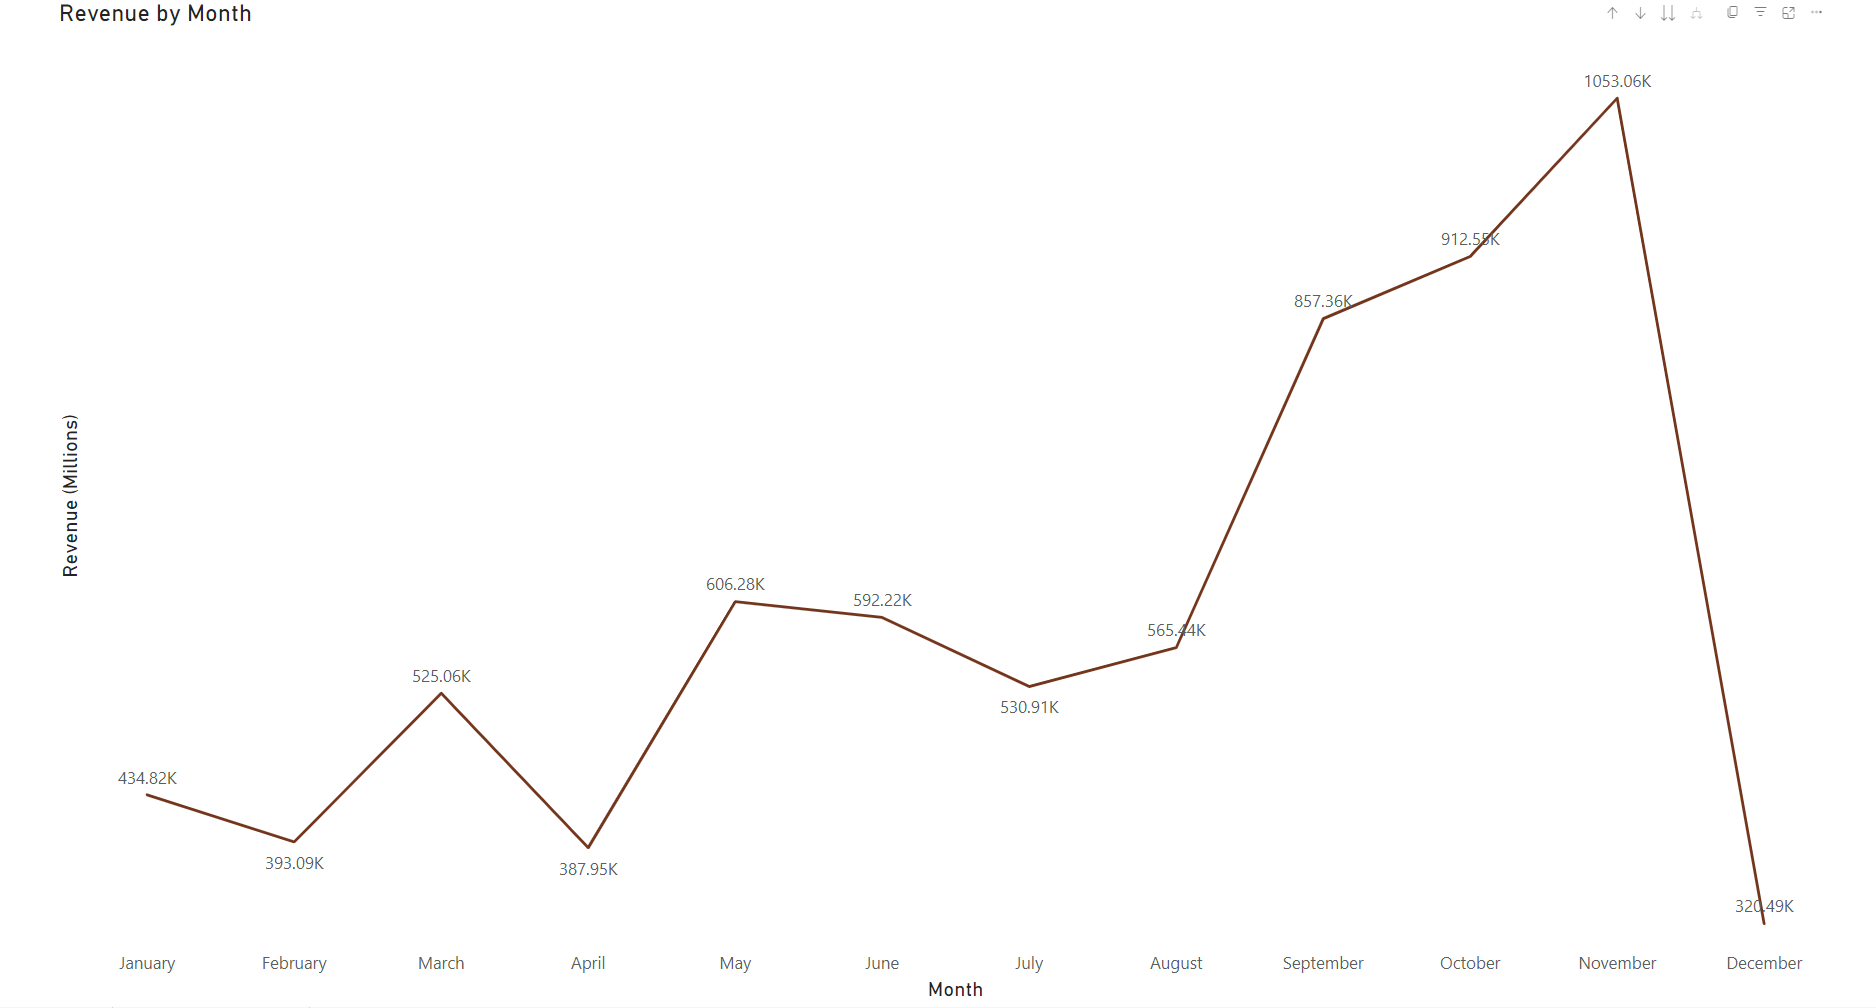 Revenue by Month
1053.06K
912.55K
857.36K
606.28K
592.22K
565.44K
530.91K
525.06K
434.82K
393.09K
387.95K
320.49K
Revenue (Millions)
January February March April May June July August September October November December
Month